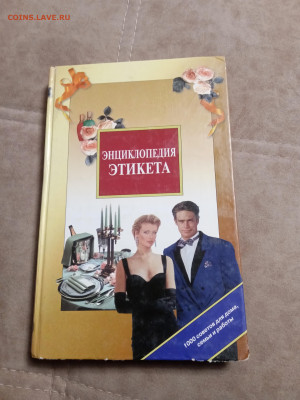 COINS.LAVE.RU
ЭНЦИКЛОПЕДИЯ
ЭТИКЕТА
1000 советов для дома,
семьи и работы